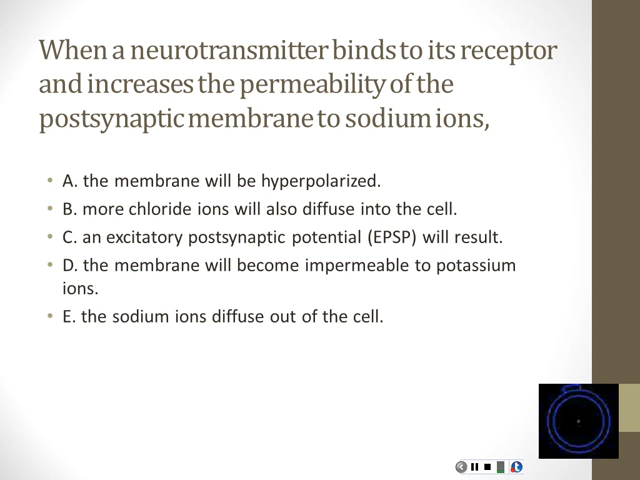 When a neurotransmitter binds to its receptor
and increases the permeability of the
postsynaptic membrane to sodium ions,
• A. the membrane will be hyperpolarized.
• B. more chloride ions will also diffuse into the cell.
• C. an excitatory postsynaptic potential (EPSP) will result.
• D. the membrane will become impermeable to potassium
ions.
• E. the sodium ions diffuse out of the cell.